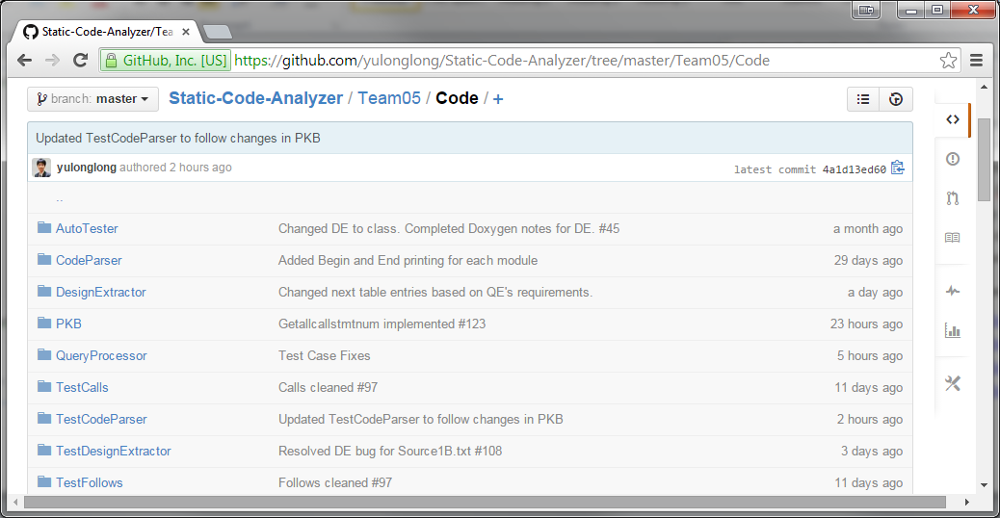 Static-Code-Analyzer/Tea
GitHub, Inc. [US] https://github.com/yulonglong/Static-Code-Analyzer/tree/master/Team05/Code
branch: master Static-Code-Analyzer / Team05 / Code / +
Updated TestCodeParser to follow changes in PKB
yulonglong authored 2 hours ago latest commit 4a1d13ed60
..
AutoTester Changed DE to class. Completed Doxygen notes for DE. #45 a month ago
CodeParser Added Begin and End printing for each module 29 days ago
DesignExtractor Changed next table entries based on QE's requirements. a day ago
PKB Getallcallstmtnum implemented #123 23 hours ago
QueryProcessor Test Case Fixes 5 hours ago
TestCalls Calls cleaned #97 11 days ago
TestCodeParser Updated TestCodeParser to follow changes in PKB 2 hours ago
TestDesignExtractor Resolved DE bug for Source1B.txt #108 3 days ago
TestFollows Follows cleaned #97 11 days ago